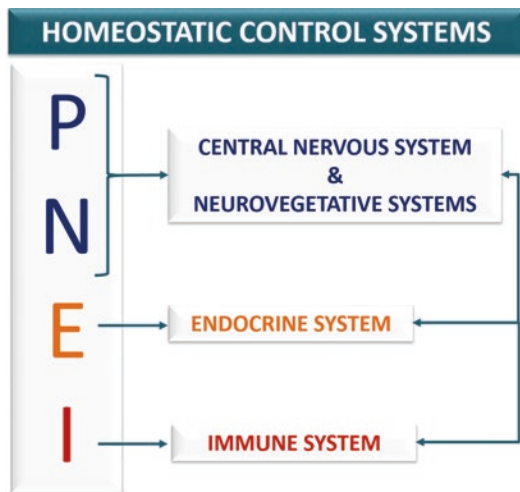 HOMEOSTATIC CONTROL SYSTEMS
P
N
E
I
CENTRAL NERVOUS SYSTEM
&
NEUROVEGETATIVE SYSTEMS
ENDOCRINE SYSTEM
IMMUNE SYSTEM